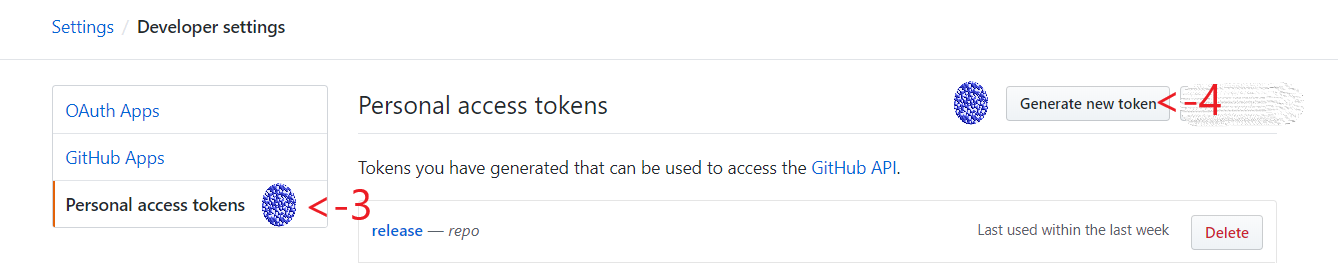 Settings / Developer settings
OAuth Apps
GitHub Apps
Personal access tokens <-3
Personal access tokens
Generate new token <-4
Tokens you have generated that can be used to access the GitHub API.
release — repo
Last used within the last week
Delete